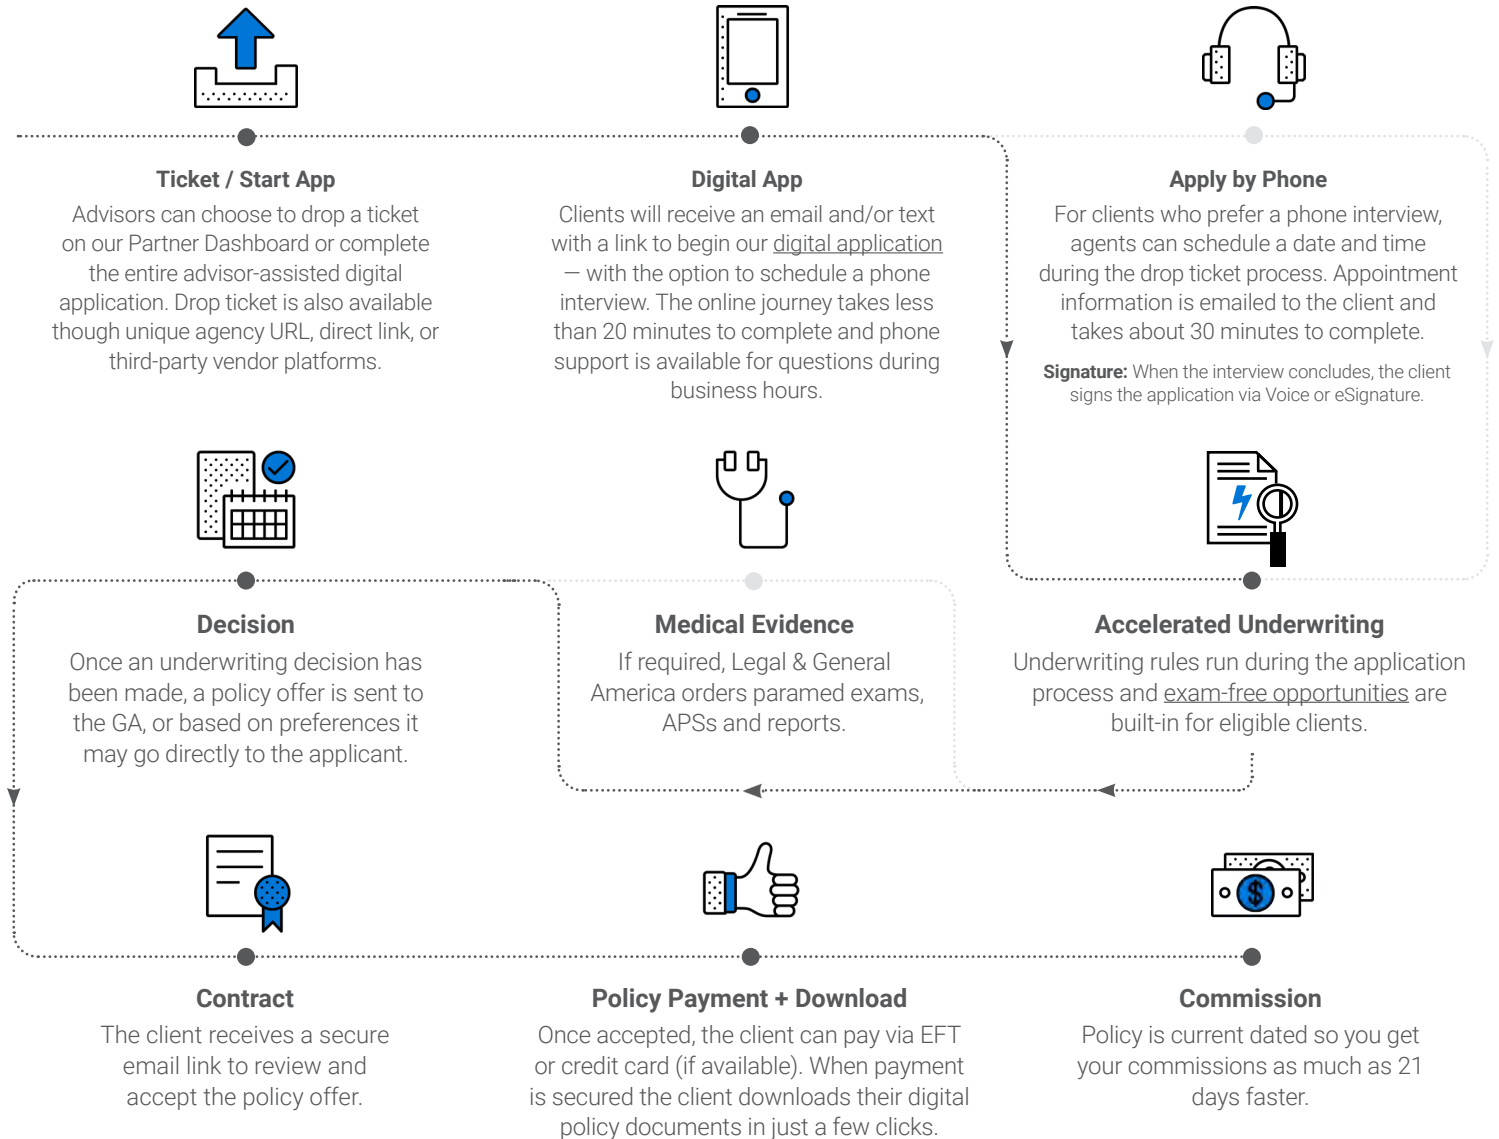 Ticket / Start App
Advisors can choose to drop a ticket
on our Partner Dashboard or complete
the entire advisor-assisted digital
application. Drop ticket is also available
though unique agency URL, direct link, or
third-party vendor platforms.
Digital App
Clients will receive an email and/or text
with a link to begin our digital application
— with the option to schedule a phone
interview. The online journey takes less
than 20 minutes to complete and phone
support is available for questions during
business hours.
Apply by Phone
For clients who prefer a phone interview,
agents can schedule a date and time
during the drop ticket process. Appointment
information is emailed to the client and
takes about 30 minutes to complete.
Signature: When the interview concludes, the client
signs the application via Voice or eSignature.
Decision
Once an underwriting decision has
been made, a policy offer is sent to
the GA, or based on preferences it
may go directly to the applicant.
Medical Evidence
If required, Legal & General
America orders paramed exams,
APSs and reports.
Accelerated Underwriting
Underwriting rules run during the application
process and exam-free opportunities are
built-in for eligible clients.
Contract
The client receives a secure
email link to review and
accept the policy offer.
Policy Payment + Download
Once accepted, the client can pay via EFT
or credit card (if available). When payment
is secured the client downloads their digital
policy documents in just a few clicks.
$
Commission
Policy is current dated so you get
your commissions as much as 21
days faster.